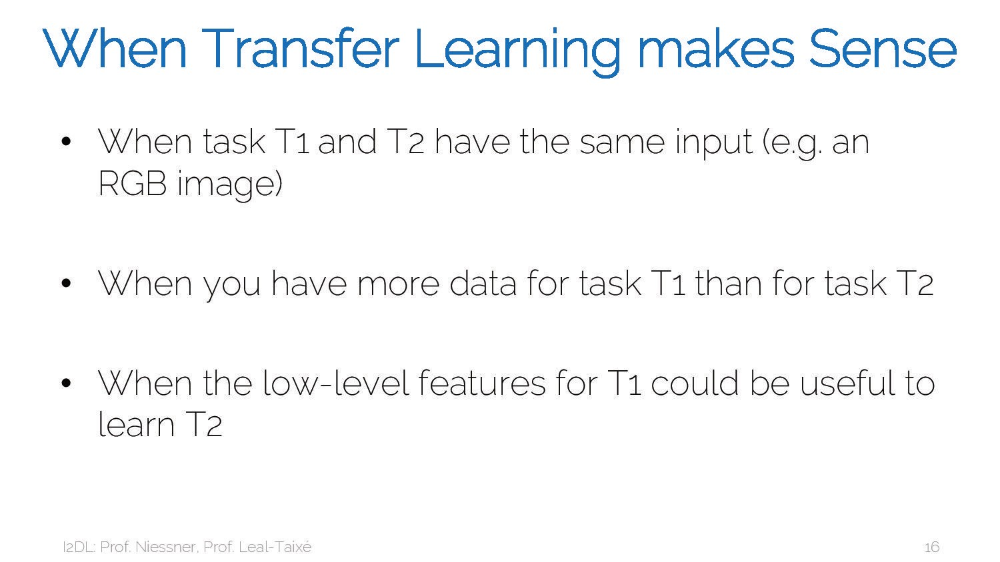 When Transfer Learning makes Sense
• When task T1 and T2 have the same input (e.g. an
RGB image)
• When you have more data for task T1 than for task T2
• When the low-level features for T1 could be useful to
learn T2
I2DL: Prof. Niessner, Prof. Leal-Taixé
16